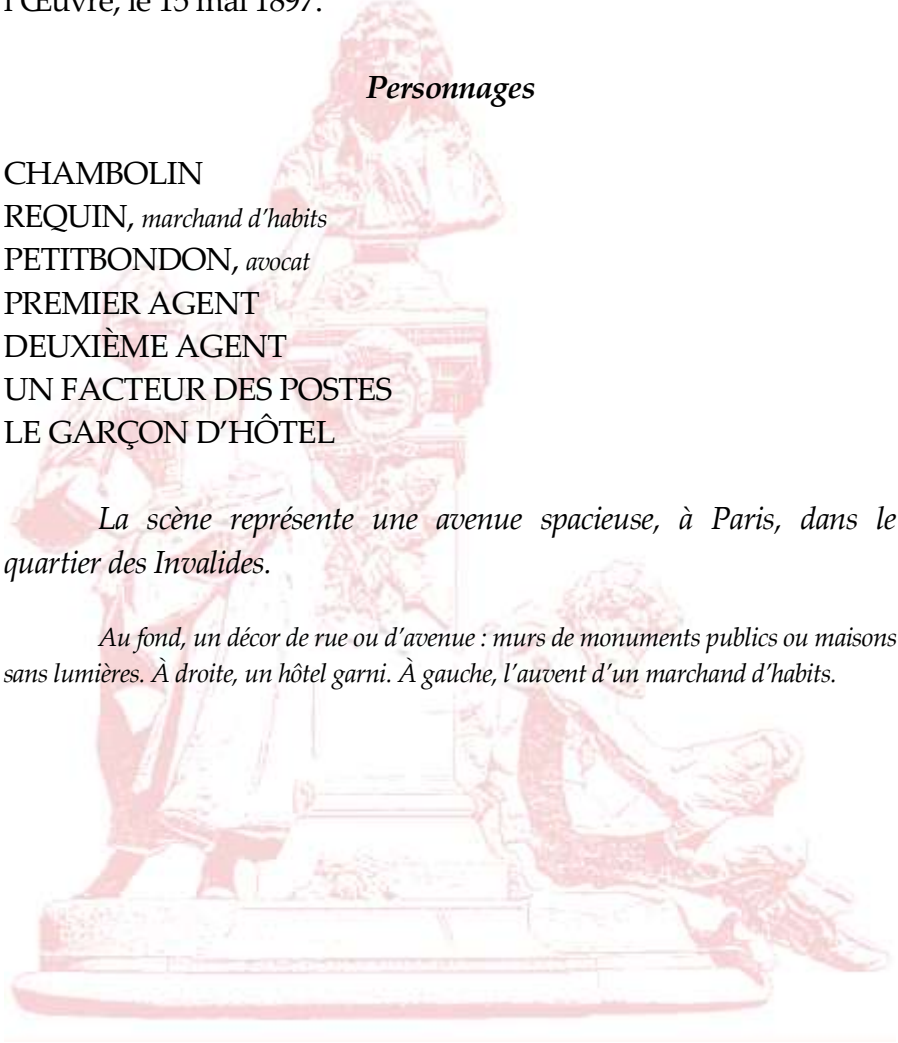 l'Œuvre, le 15 mai 1897.
Personnages
CHAMBOLIN
REQUIN, marchand d'habits
PETITBONDON, avocat
PREMIER AGENT
DEUXIÈME AGENT
UN FACTEUR DES POSTES
LE GARÇON D'HÔTEL
La scène représente une avenue spacieuse, à Paris, dans le
quartier des Invalides.
Au fond, un décor de rue ou d'avenue : murs de monuments publics ou maisons
sans lumières. À droite, un hôtel garni. À gauche, l'auvent d'un marchand d'habits.